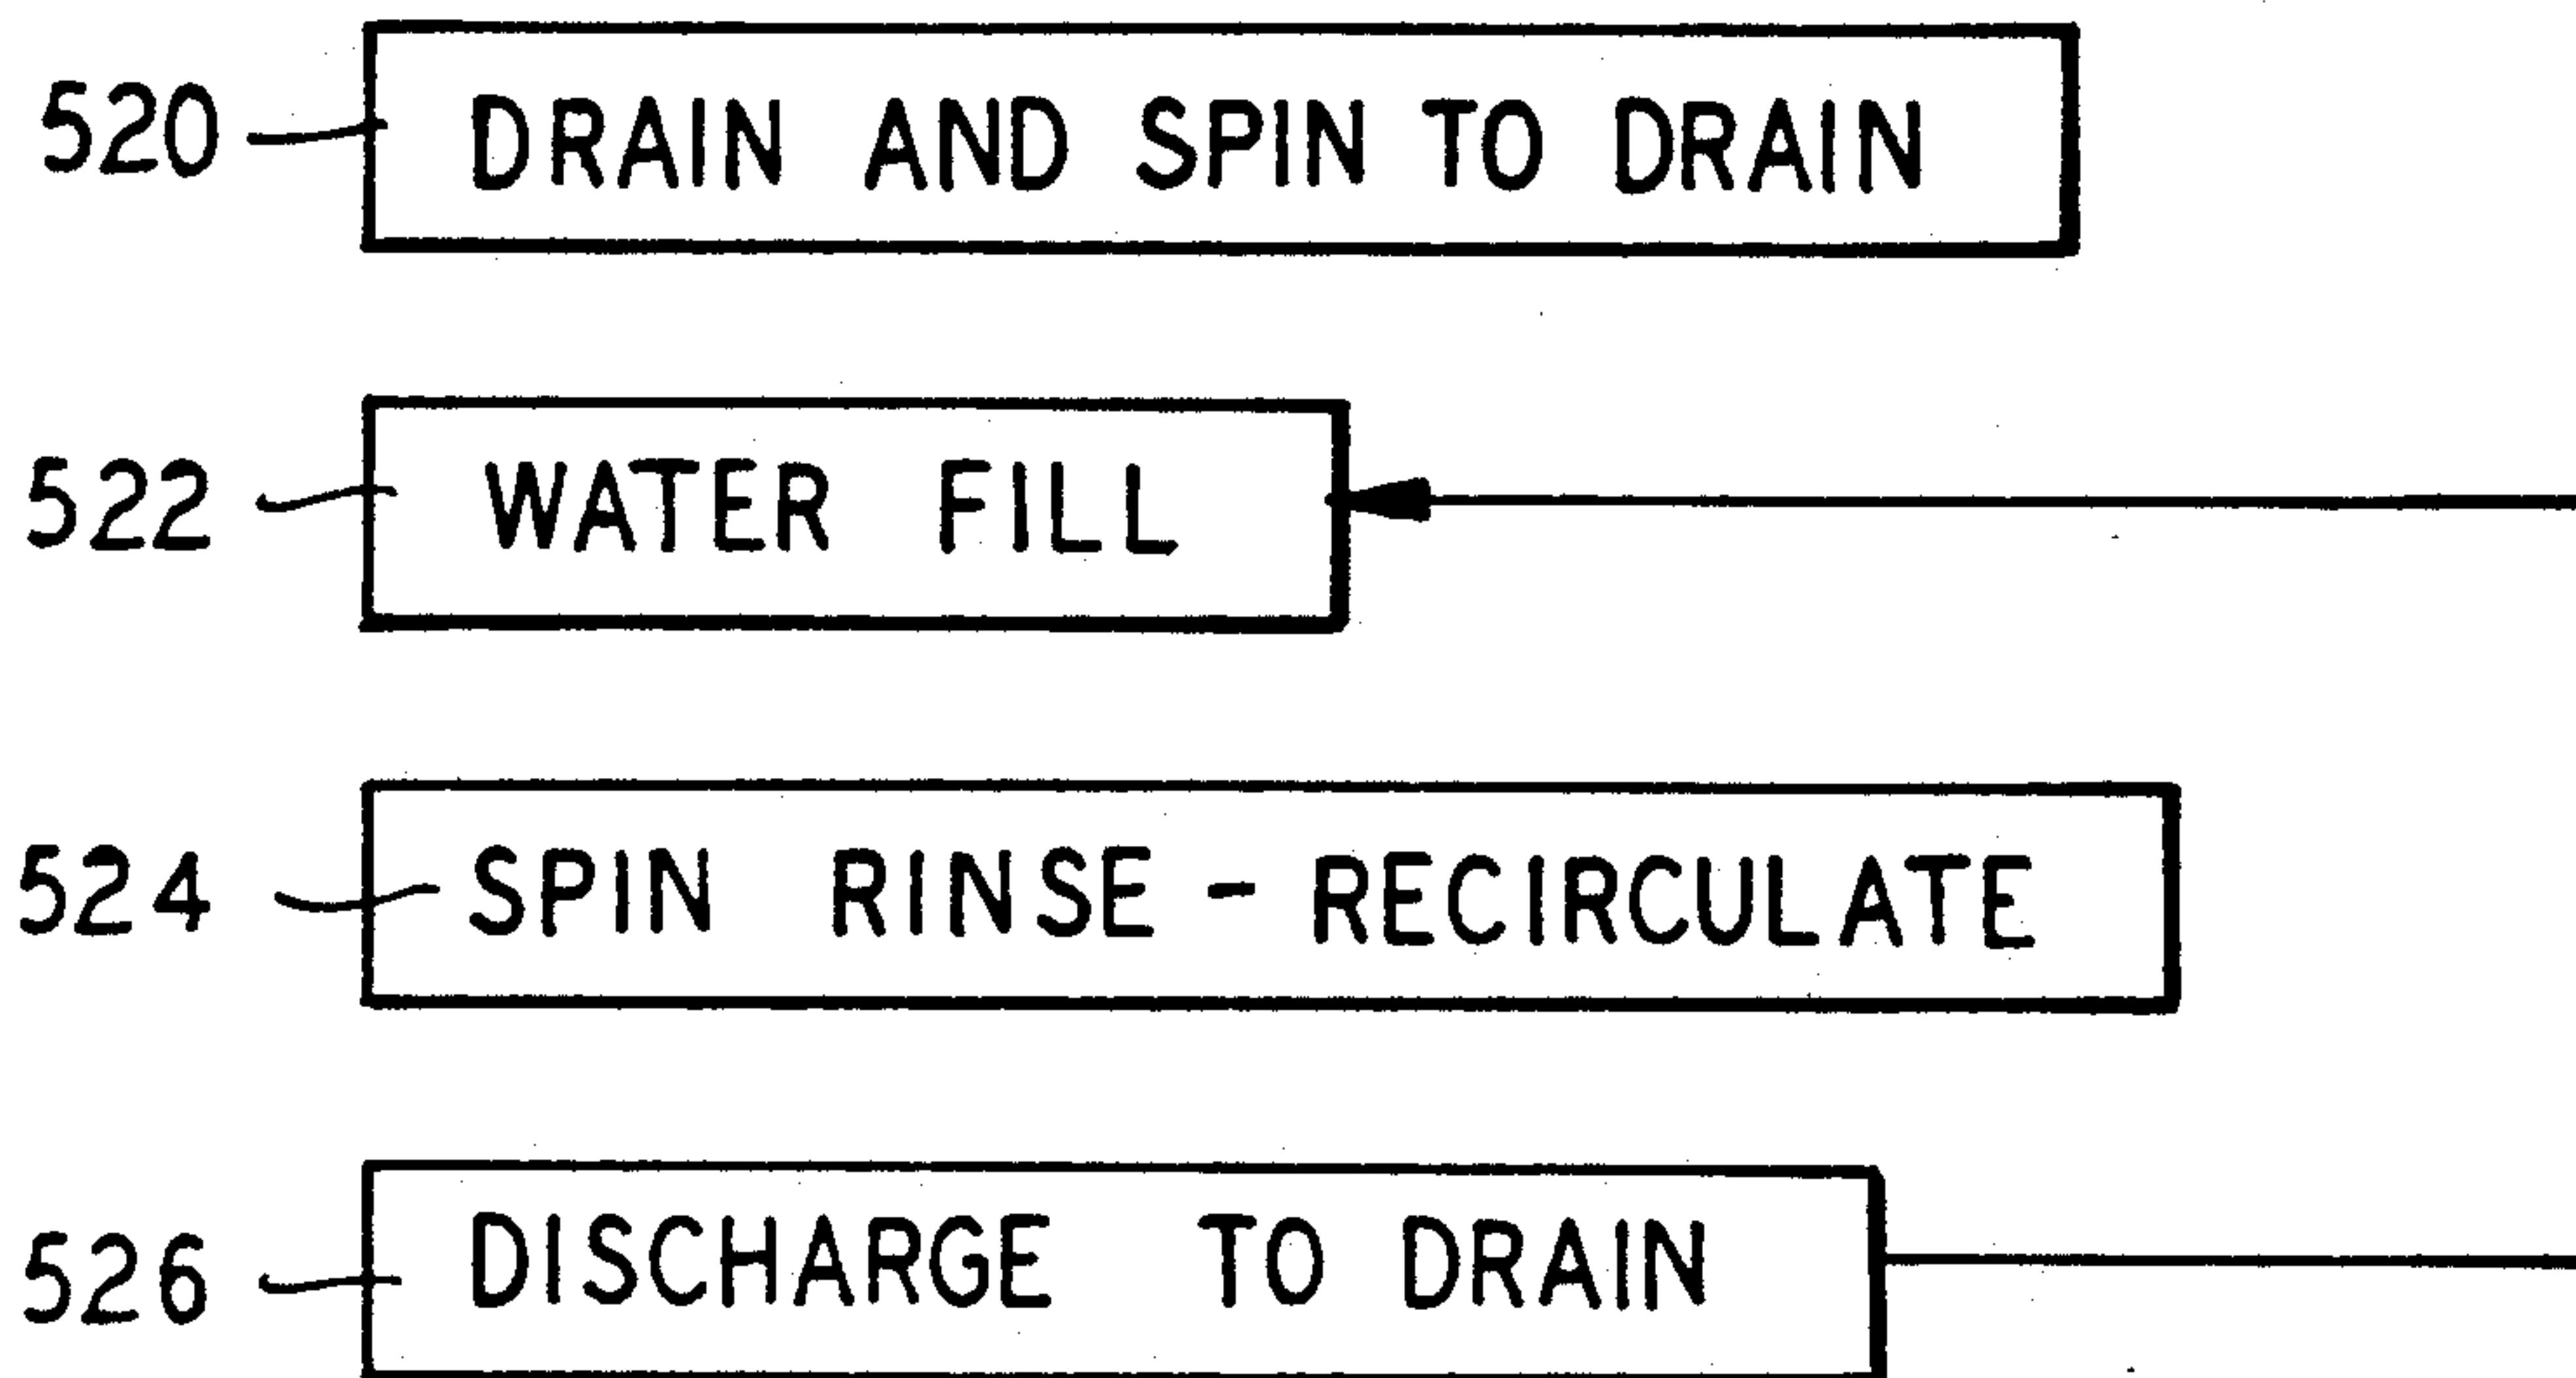 520 DRAIN AND SPIN TO DRAIN
522 WATER FILL
524 SPIN RINSE - RECIRCULATE
526 DISCHARGE TO DRAIN